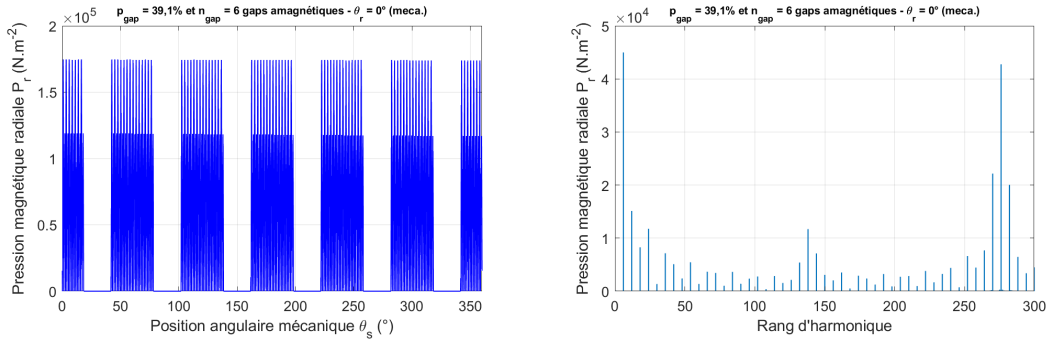 p_gap = 39,1% et n_gap = 6 gaps amagnétiques - θ_r = 0° (meca.)
×10^5
2
1.5
1
0.5
0
Pression magnétique radiale P_r (N.m^-2)
0 50 100 150 200 250 300 350
Position angulaire mécanique θ_s (°)
p_gap = 39,1% et n_gap = 6 gaps amagnétiques - θ_r = 0° (meca.)
×10^4
5
4
3
2
1
0
Pression magnétique radiale P_r (N.m^-2)
0 50 100 150 200 250 300
Rang d'harmonique